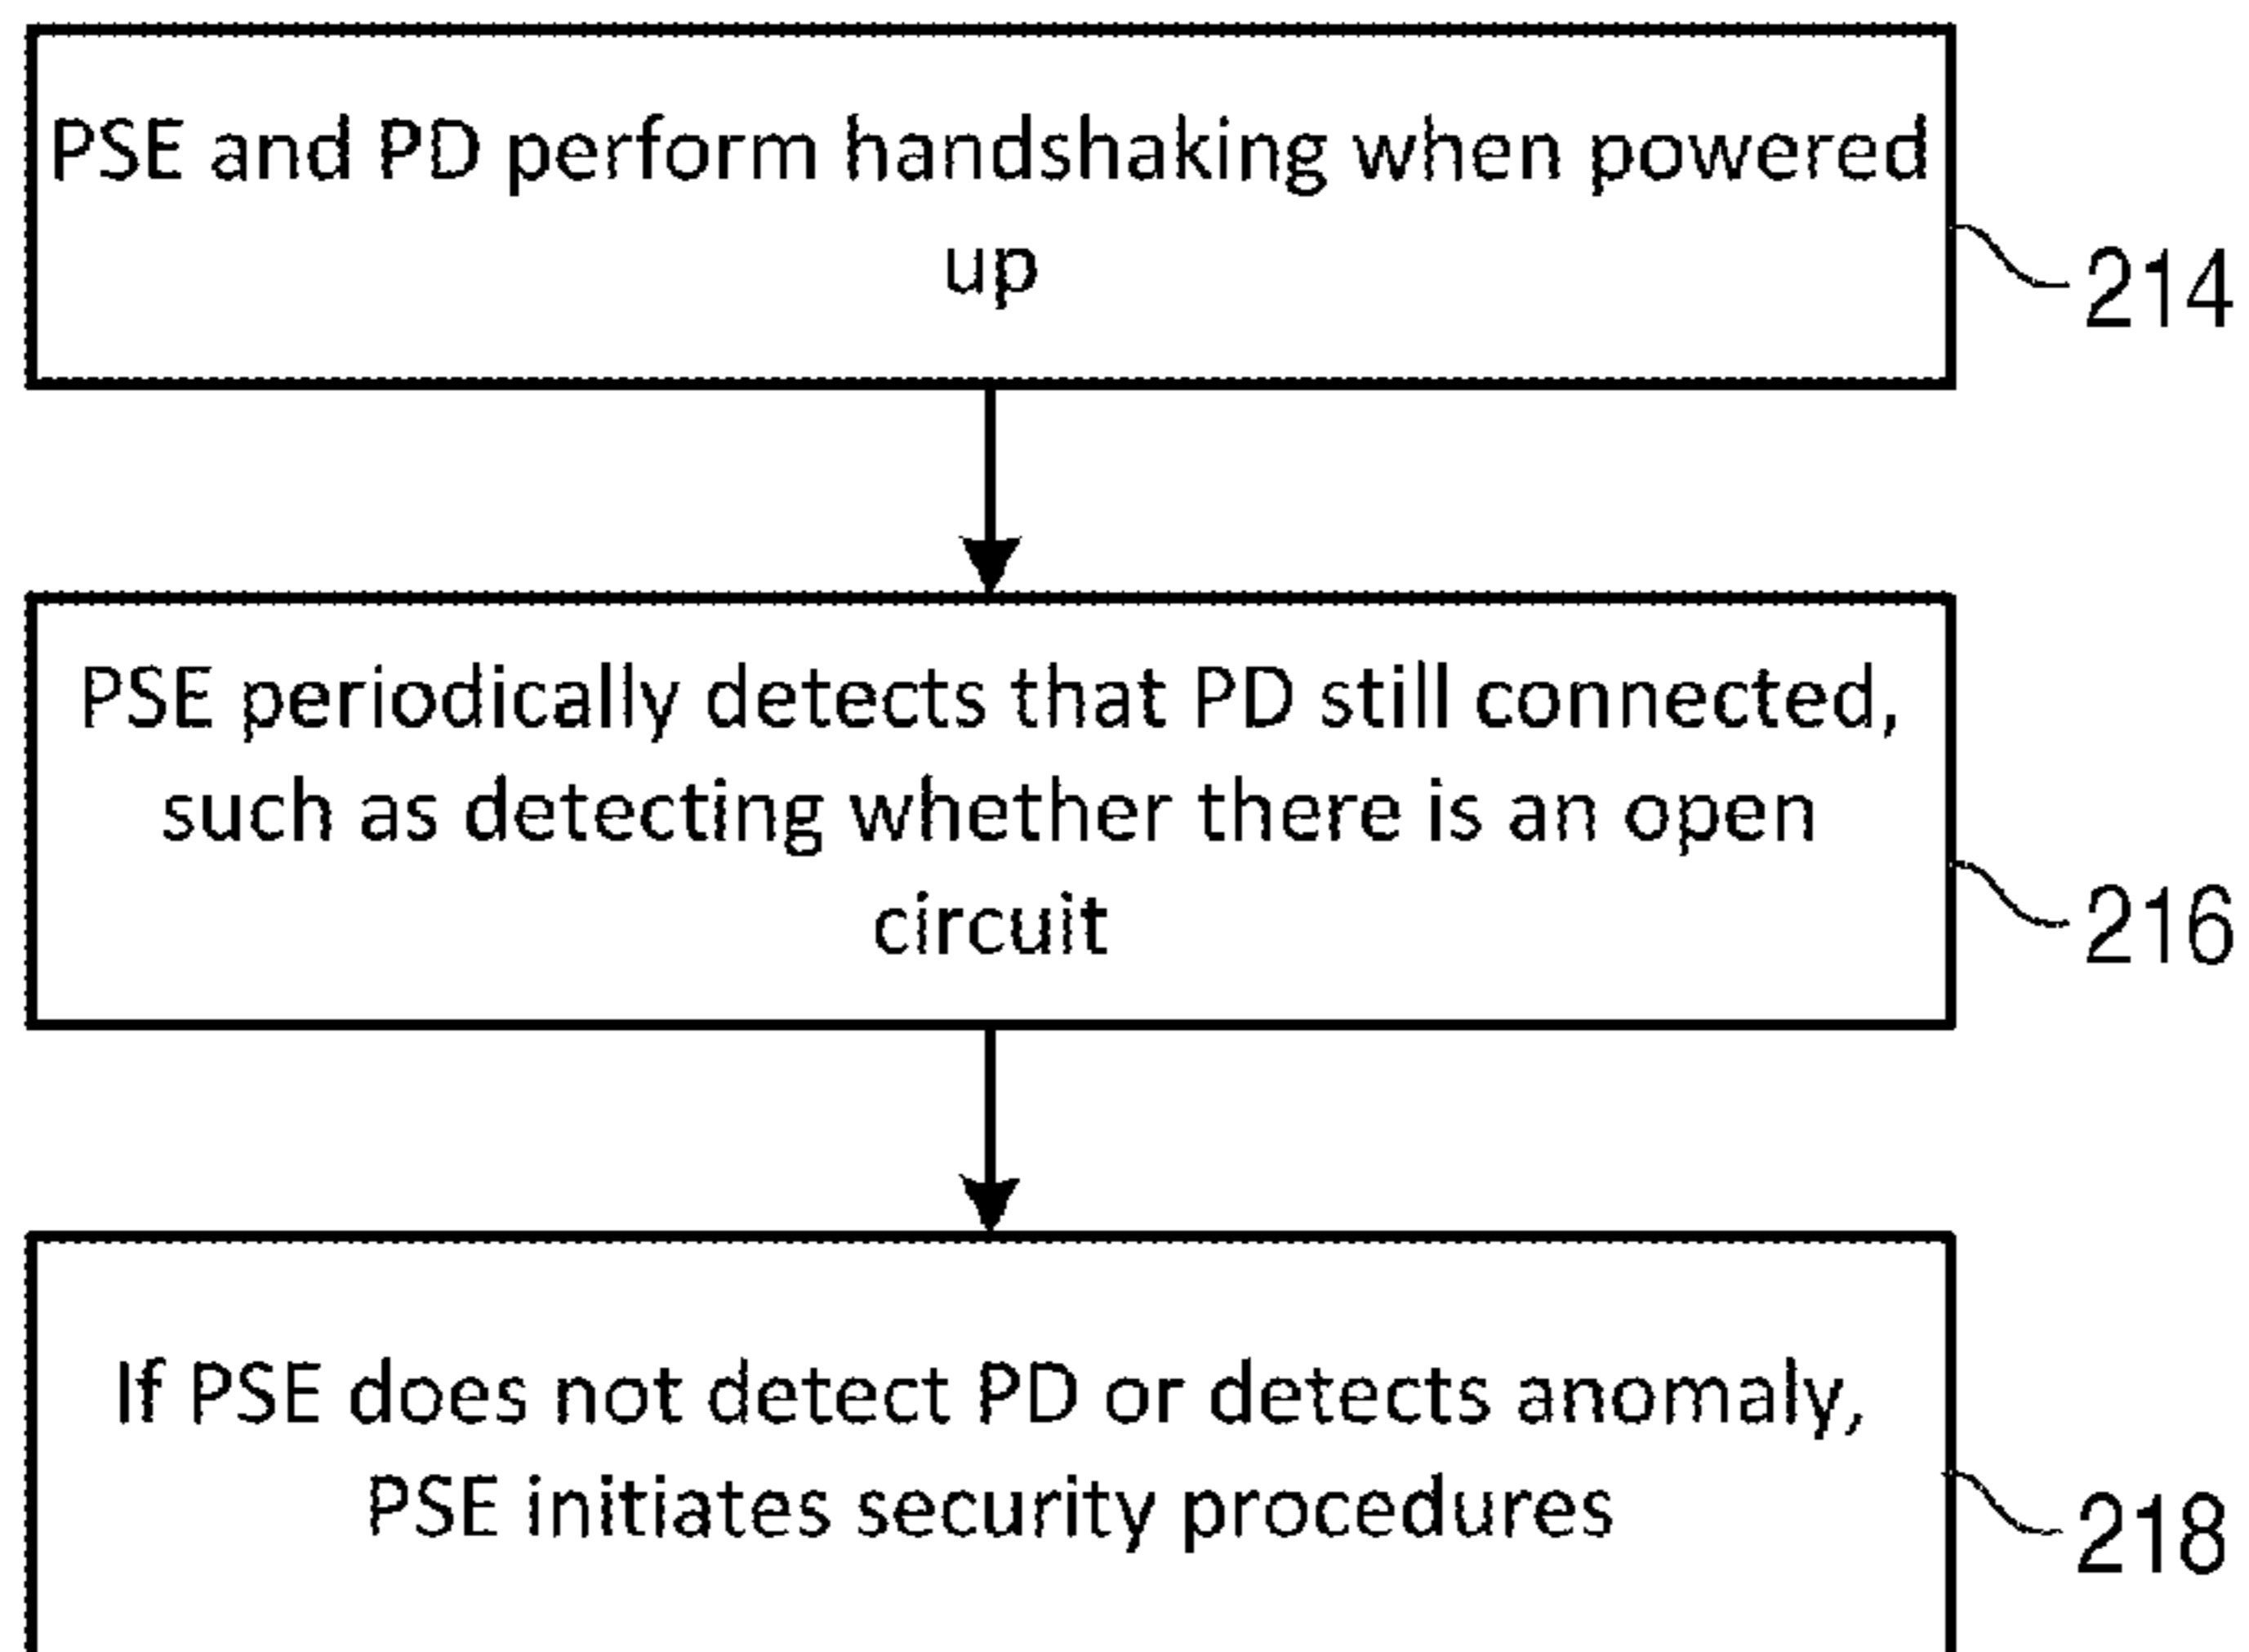 PSE and PD perform handshaking when powered
up
214
PSE periodically detects that PD still connected,
such as detecting whether there is an open
circuit
216
If PSE does not detect PD or detects anomaly,
PSE initiates security procedures
218